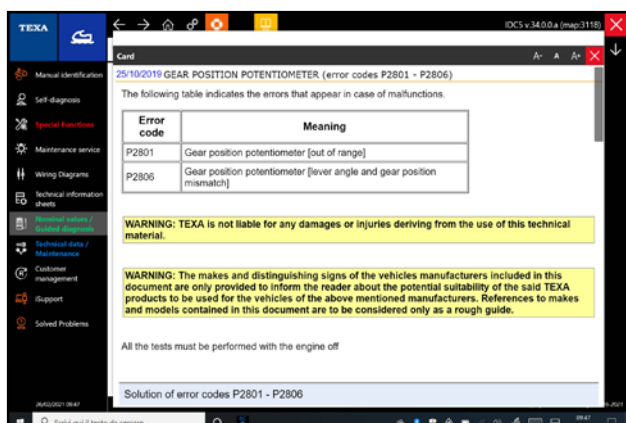 TEXA
IDC5 v.34.0.0.a (map:3118)
Card
A- A A+
Manual identification
Self-diagnosis
Special Functions
Maintenance service
Wiring Diagrams
Technical information
sheets
Nominal values /
Guided diagnosis
Technical data /
Maintenance
Customer
management
iSupport
Solved Problems
25/10/2019 GEAR POSITION POTENTIOMETER (error codes P2801 - P2806)
The following table indicates the errors that appear in case of malfunctions.
Error
code
Meaning
P2801
Gear position potentiometer [out of range]
P2806
Gear position potentiometer [lever angle and gear position
mismatch]
WARNING: TEXA is not liable for any damages or injuries deriving from the use of this technical
material.
WARNING: The makes and distinguishing signs of the vehicles manufacturers included in this
document are only provided to inform the reader about the potential suitability of the said TEXA
products to be used for the vehicles of the above mentioned manufacturers. References to makes
and models contained in this document are to be considered only as a rough guide.
All the tests must be performed with the engine off
Solution of error codes P2801 - P2806
09:47